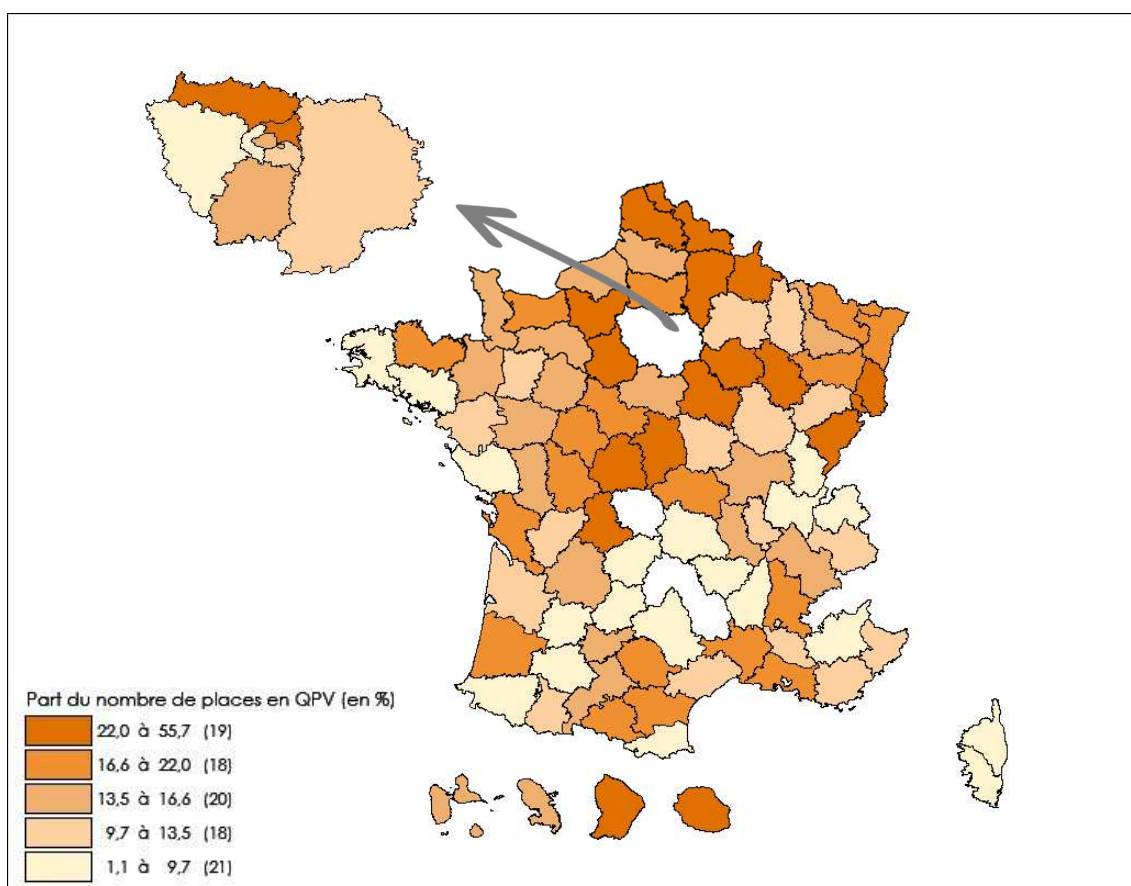 Part du nombre de places en QPV (en %)
22,0 à 55,7 (19)
16,6 à 22,0 (18)
13,5 à 16,6 (20)
9,7 à 13,5 (18)
1,1 à 9,7 (21)